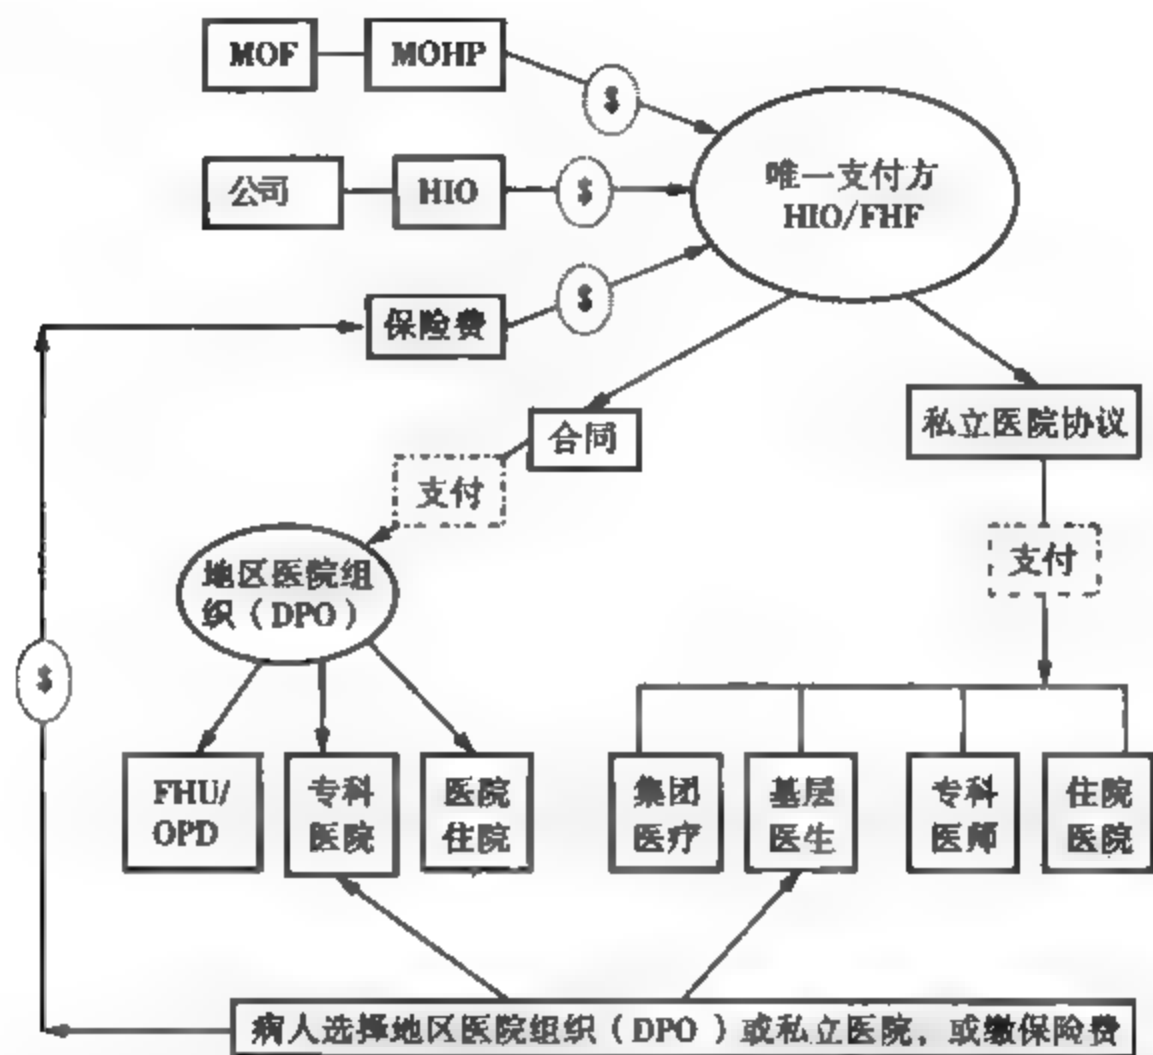 MOF
MOHP
$
公司
HIO
$
唯一支付方
HIO/FHF
保险费
$
合同
私立医院协议
支付
支付
地区医院组
织（DPO）
$
FHU/
OPD
专科
医院
医院
住院
集团
医疗
基层
医生
专科
医师
住院
医院
病人选择地区医院组织（DPO）或私立医院，或缴保险费